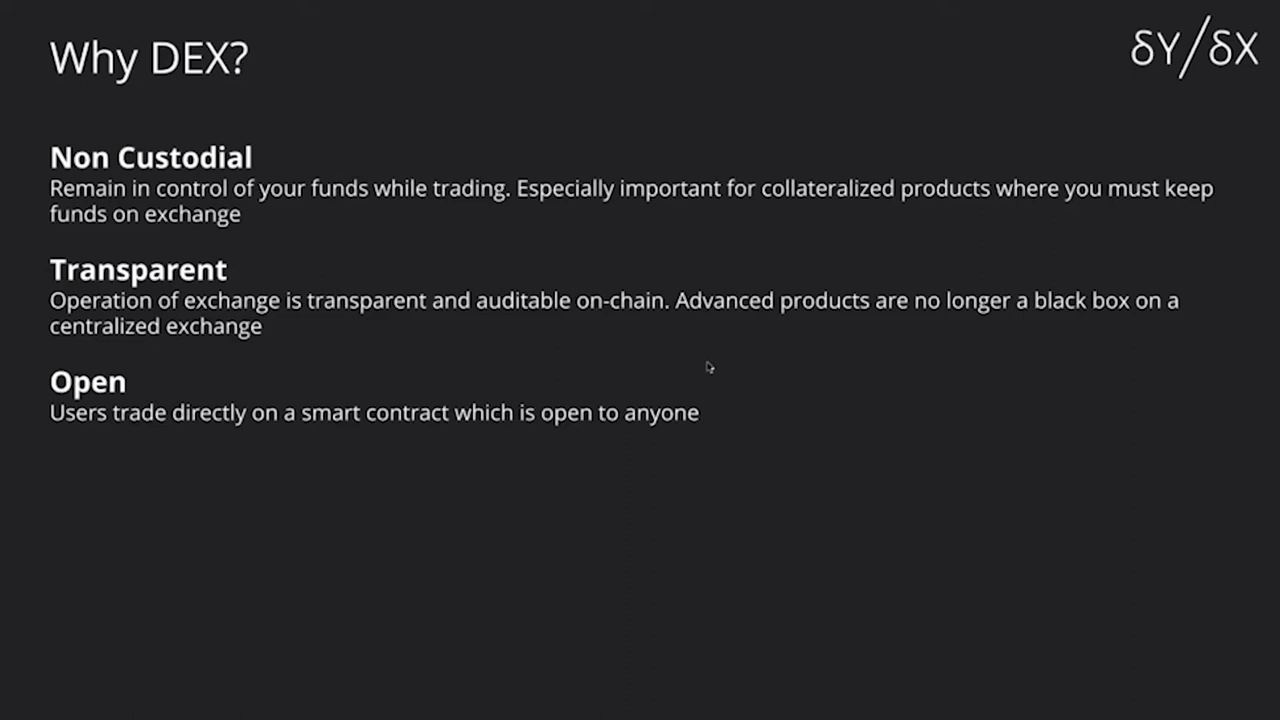 Why DEX?
δY/δX
Non Custodial
Remain in control of your funds while trading. Especially important for collateralized products where you must keep
funds on exchange
Transparent
Operation of exchange is transparent and auditable on-chain. Advanced products are no longer a black box on a
centralized exchange
Open
Users trade directly on a smart contract which is open to anyone